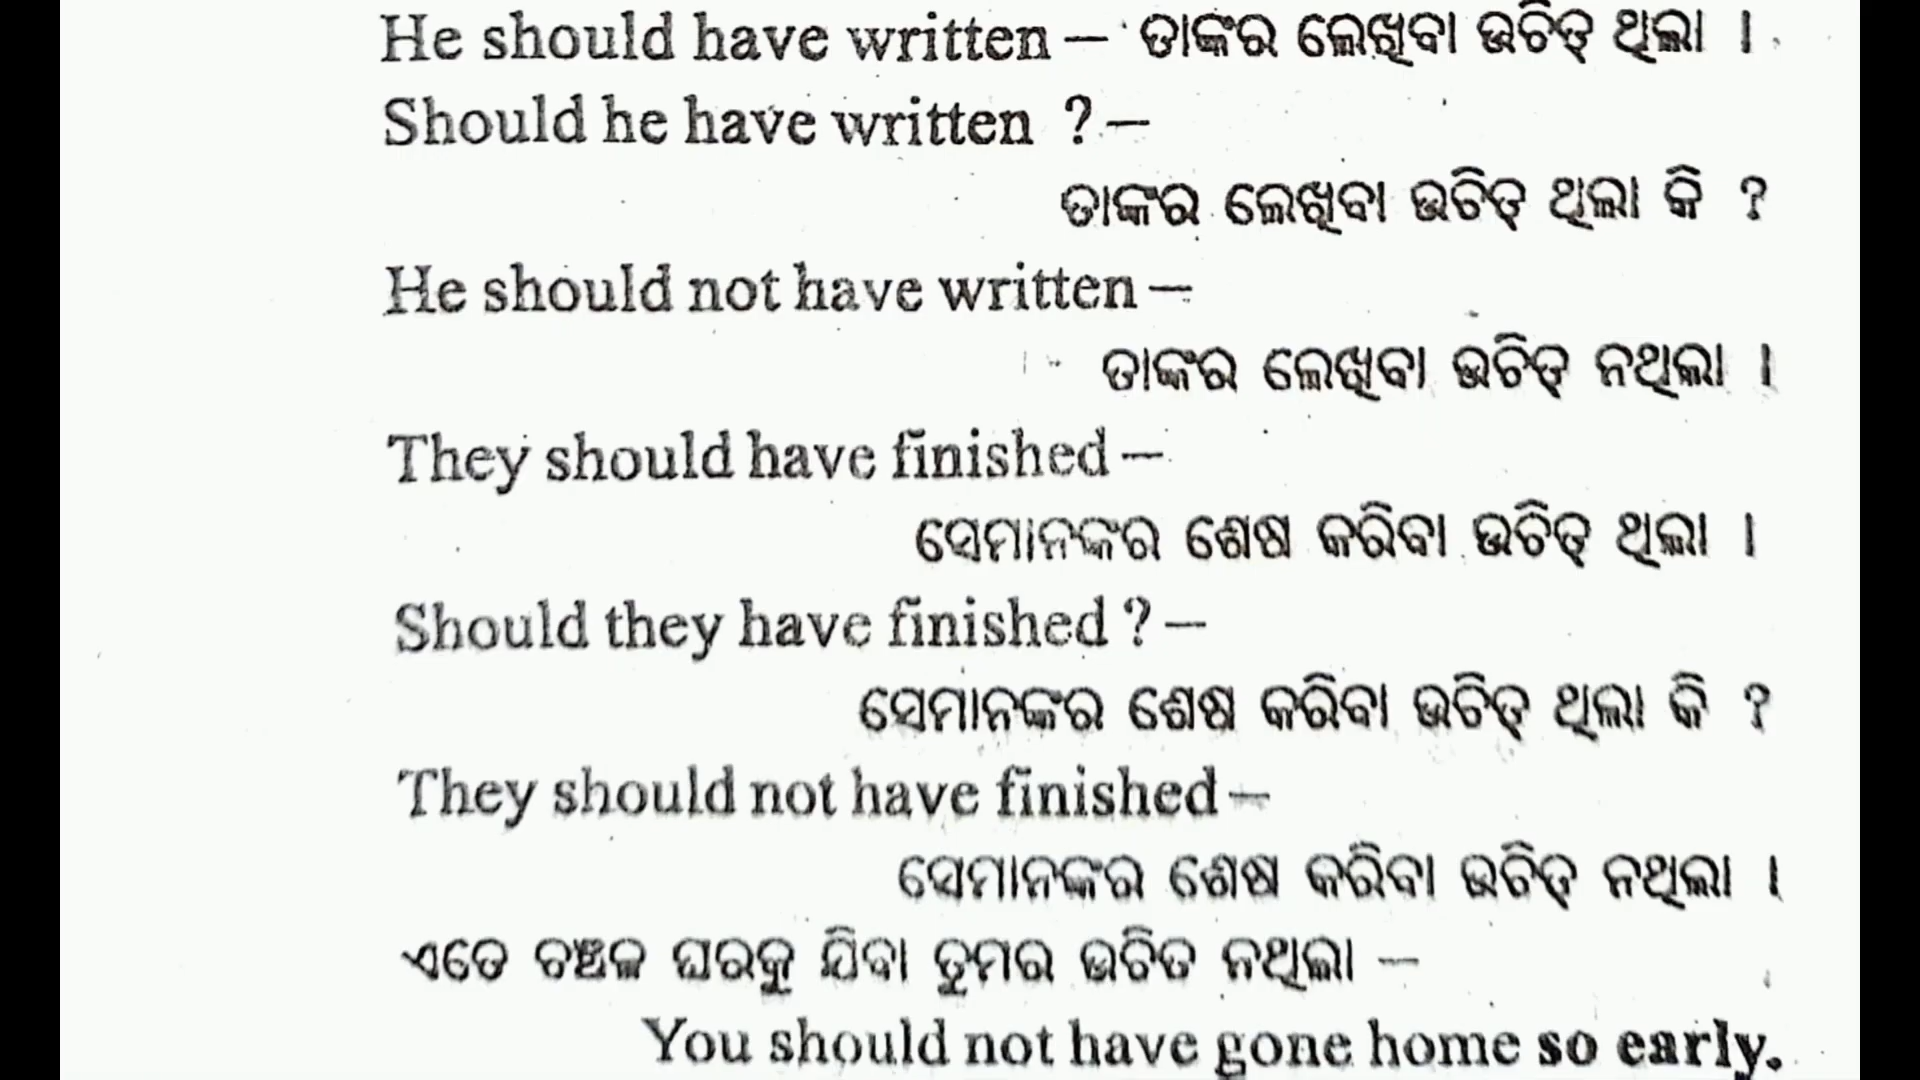 He should have written – ତାଙ୍କର ଲେଖିବା ଉଚିତ୍ ଥିଲା ।
Should he have written ? –
ତାଙ୍କର ଲେଖିବା ଉଚିତ୍ ଥିଲା କି ?
He should not have written –
ତାଙ୍କର ଲେଖିବା ଉଚିତ୍ ନଥିଲା ।
They should have finished –
ସେମାନଙ୍କର ଶେଷ କରିବା ଉଚିତ୍ ଥିଲା ।
Should they have finished ? –
ସେମାନଙ୍କର ଶେଷ କରିବା ଉଚିତ୍ ଥିଲା କି ?
They should not have finished –
ସେମାନଙ୍କର ଶେଷ କରିବା ଉଚିତ୍ ନଥିଲା ।
ଏତେ ଚଞ୍ଚଳ ଘରକୁ ଯିବା ତୁମର ଉଚିତ ନଥିଲା –
You should not have gone home so early.